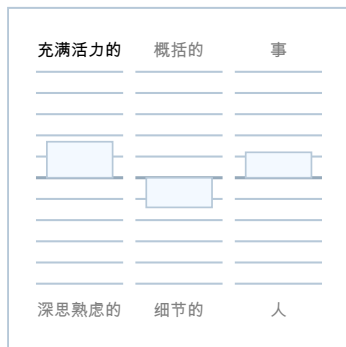 充满活力的 概括的 事
深思熟虑的 细节的 人